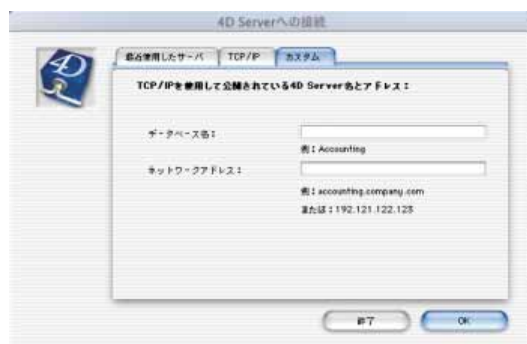 4D Serverへの接続
4D
最近使用したサーバ
TCP/IP
カスタム
TCP/IPを使用して公開されている4D Server名とアドレス：
データベース名：
例：Accounting
ネットワークアドレス：
例：accounting.company.com
または：192.121.122.123
終了
OK